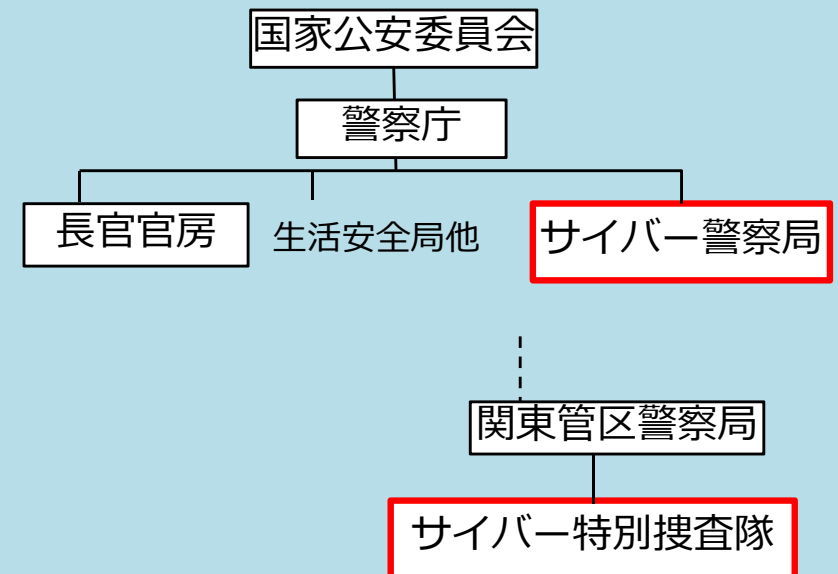 国家公安委員会
警察庁
長官官房
生活安全局他
サイバー警察局
関東管区警察局
サイバー特別捜査隊